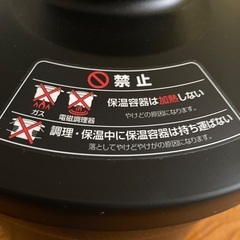 禁止
保温容器は加熱しない
やけどの原因になります。
ガス 電磁調理器
調理・保温中に保温容器は持ち運ばない
落としてやけどやけがの原因になります。